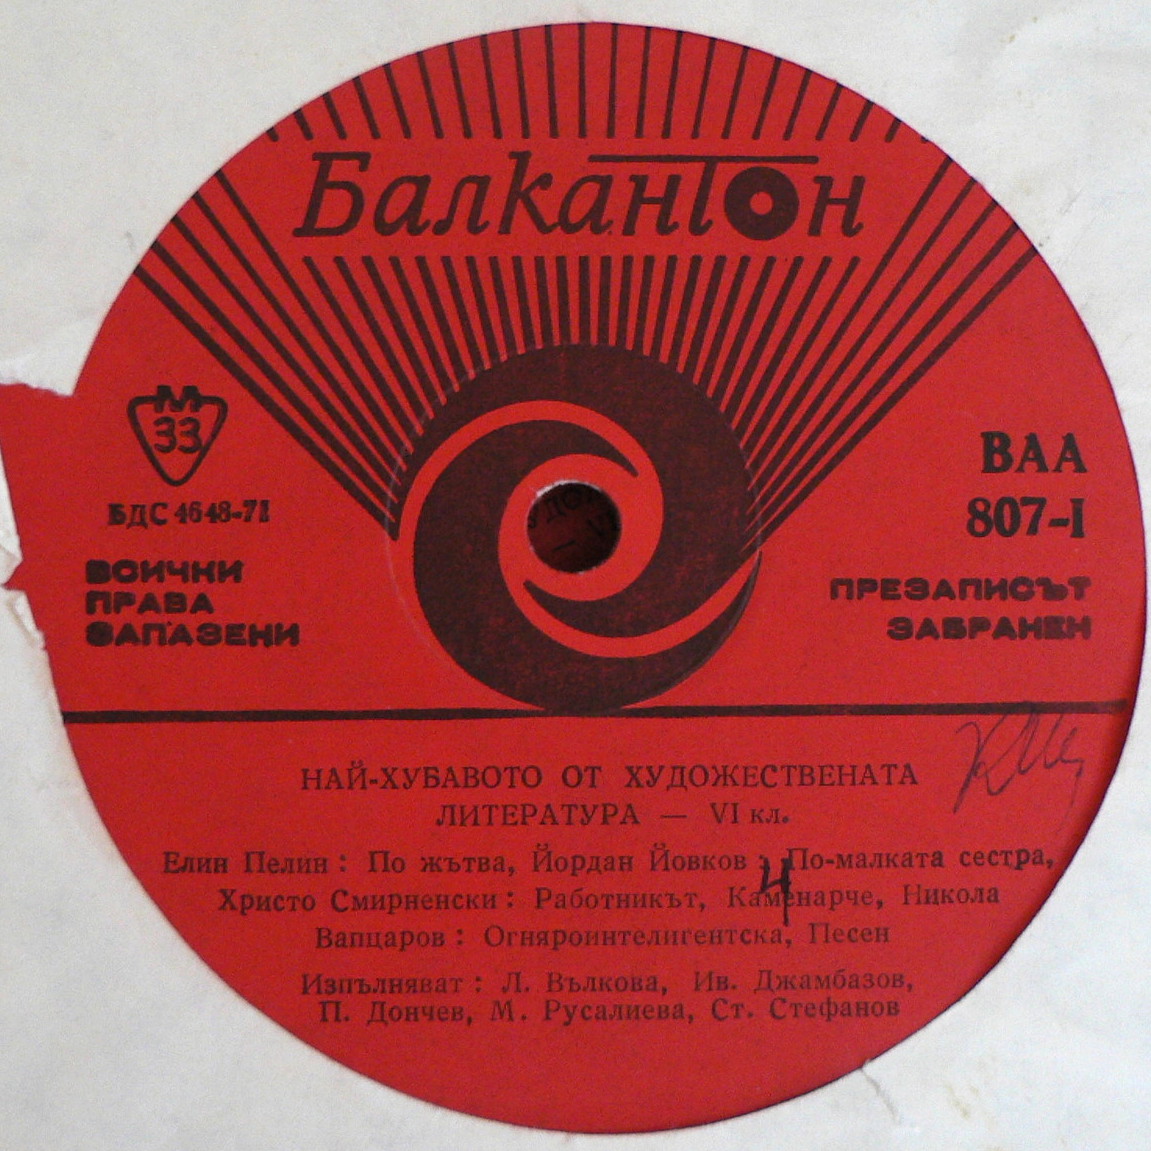 Балкантон
М
33
БДС 4648-71
ВСИЧКИ
ПРАВА
ЗАПАЗЕНИ
ВАА
807-I
ПРЕЗАПИСЪТ
ЗАБРАНЕН
НАЙ-ХУБАВОТО ОТ ХУДОЖЕСТВЕНАТА
ЛИТЕРАТУРА — VI кл.
Елин Пелин: По жътва, Йордан Йовков: По-малката сестра,
Христо Смирненски: Работникът, Каменарче, Никола
Вапцаров: Огняроинтелигентска, Песен
Изпълняват: Л. Вълкова, Ив. Джамбазов,
П. Дончев, М. Русалиева, Ст. Стефанов
4